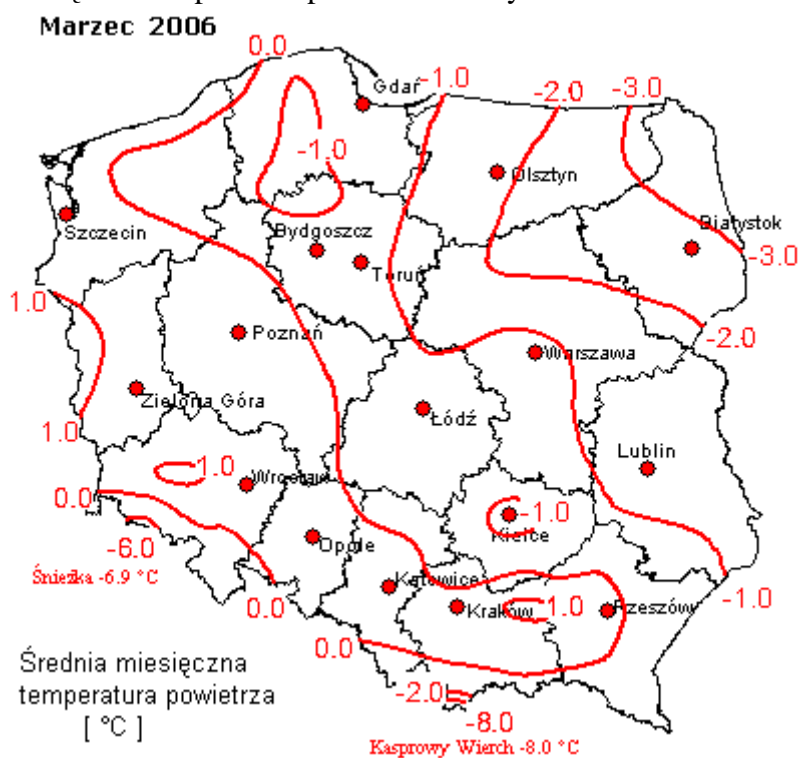 Marzec 2006
0.0
Gdań
-1.0
-2.0
-3.0
-1.0
Olsztyn
Szczecin
Bydgoszcz
Białystok
Toruń
-3.0
1.0
-2.0
Poznań
Warszawa
Zielona Góra
Łódź
1.0
Lublin
1.0
Wrocław
0.0
-1.0
Kielce
-6.0
Opole
Śnieżka -6.9 °C
Katowice
0.0
-1.0
Kraków
1.0
Rzeszów
0.0
Średnia miesięczna
temperatura powietrza
[ °C ]
-2.0
-8.0
Kasprowy Wierch -8.0 °C